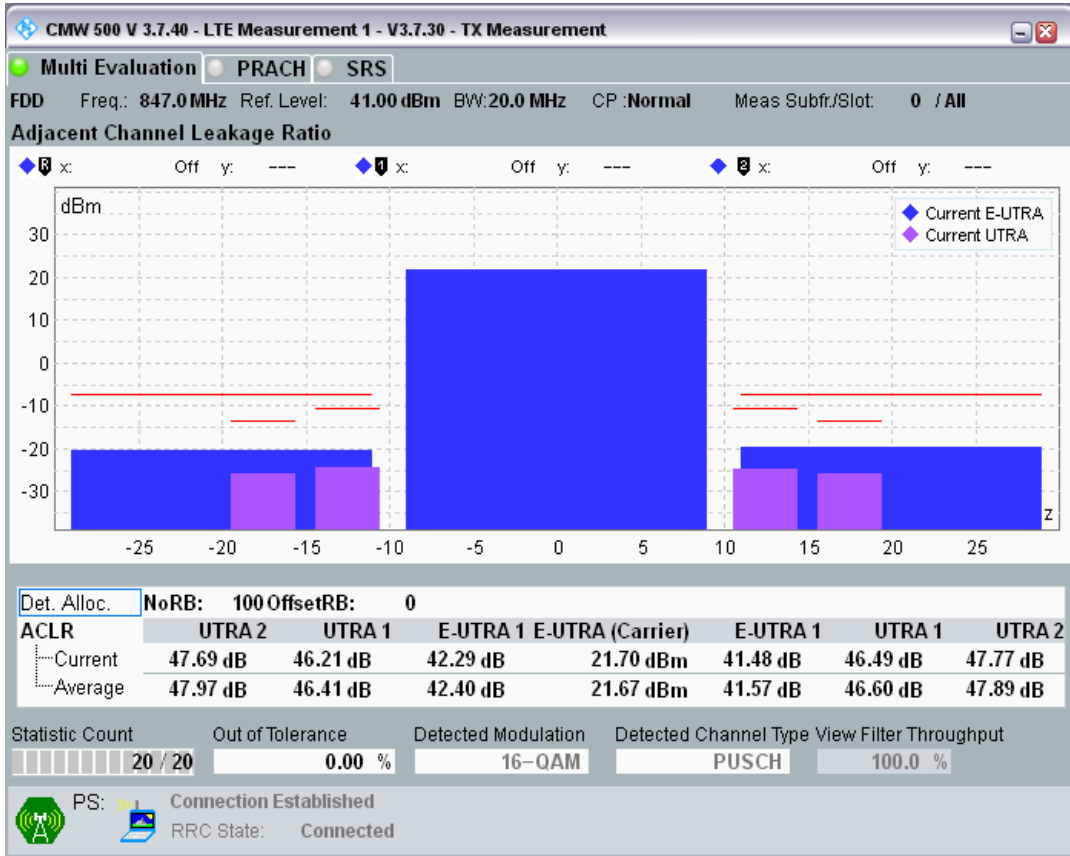 CMW 500 V 3.7.40 - LTE Measurement 1 - V3.7.30 - TX Measurement
Multi Evaluation PRACH SRS
FDD Freq.: 847.0 MHz Ref. Level: 41.00 dBm BW: 20.0 MHz CP :Normal Meas Subfr./Slot: 0 / All
Adjacent Channel Leakage Ratio
R x: Off y: --- 1 x: Off y: --- 2 x: Off y: ---
dBm
Current E-UTRA
Current UTRA
30
20
10
0
-10
-20
-30
z
-25 -20 -15 -10 -5 0 5 10 15 20 25
Det. Alloc. NoRB: 100 OffsetRB: 0
ACLR UTRA 2 UTRA 1 E-UTRA 1 E-UTRA (Carrier) E-UTRA 1 UTRA 1 UTRA 2
Current 47.69 dB 46.21 dB 42.29 dB 21.70 dBm 41.48 dB 46.49 dB 47.77 dB
Average 47.97 dB 46.41 dB 42.40 dB 21.67 dBm 41.57 dB 46.60 dB 47.89 dB
Statistic Count Out of Tolerance Detected Modulation Detected Channel Type View Filter Throughput
20 / 20 0.00 % 16-QAM PUSCH 100.0 %
PS: Connection Established
RRC State: Connected